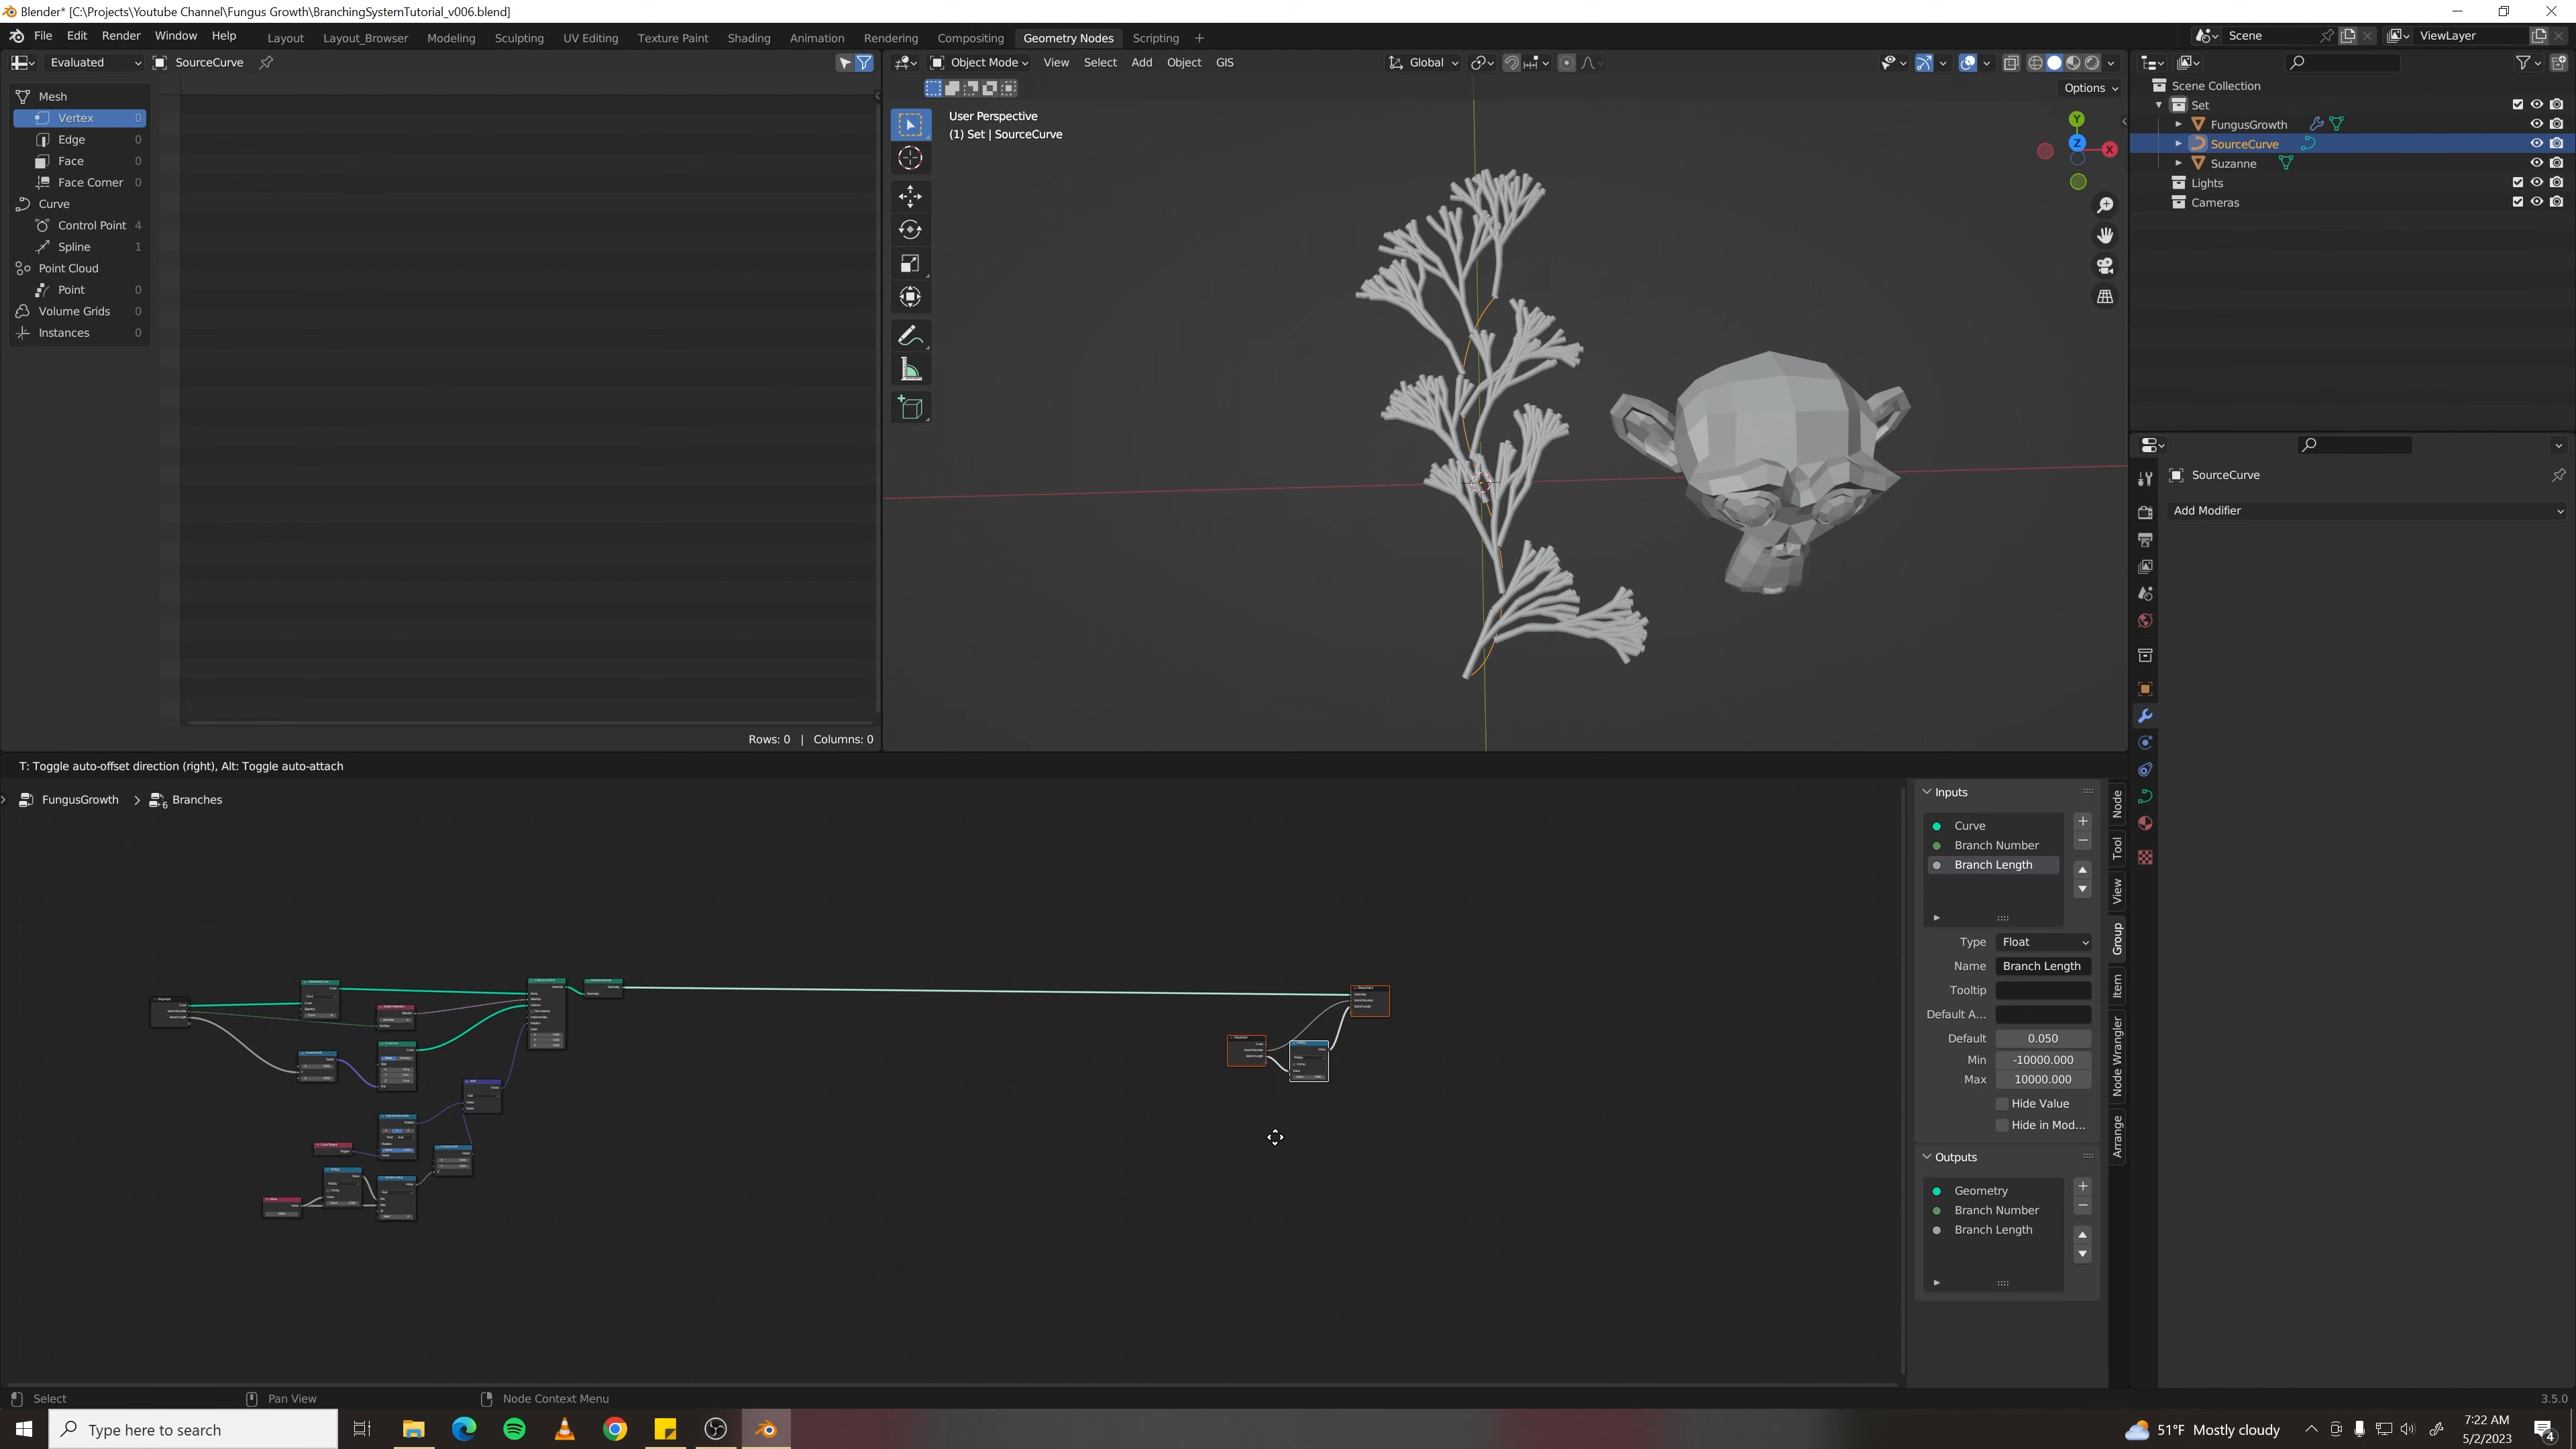 Blender* [C:\Projects\Youtube Channel\Fungus Growth\BranchingSystemTutorial_v006.blend]
File Edit Render Window Help Layout Layout_Browser Modeling Sculpting UV Editing Texture Paint Shading Animation Rendering Compositing Geometry Nodes Scripting + Scene ViewLayer
Evaluated SourceCurve
Mesh
Vertex 0
Edge 0
Face 0
Face Corner 0
Curve
Control Point 4
Spline 1
Point Cloud
Point 0
Volume Grids 0
Instances 0
Rows: 0 | Columns: 0
Object Mode View Select Add Object GIS Global
Options
User Perspective
(1) Set | SourceCurve
Y
Z
X
Scene Collection
Set
FungusGrowth
SourceCurve
Suzanne
Lights
Cameras
SourceCurve
Add Modifier
T: Toggle auto-offset direction (right), Alt: Toggle auto-attach
FungusGrowth > 6 Branches
Inputs
Curve
Branch Number
Branch Length
Type Float
Name Branch Length
Tooltip
Default A...
Default 0.050
Min -10000.000
Max 10000.000
Hide Value
Hide in Mod...
Outputs
Geometry
Branch Number
Branch Length
Node
Tool
View
Group
Item
Node Wrangler
Arrange
Select Pan View Node Context Menu 3.5.0
Type here to search
51°F Mostly cloudy
7:22 AM
5/2/2023
4